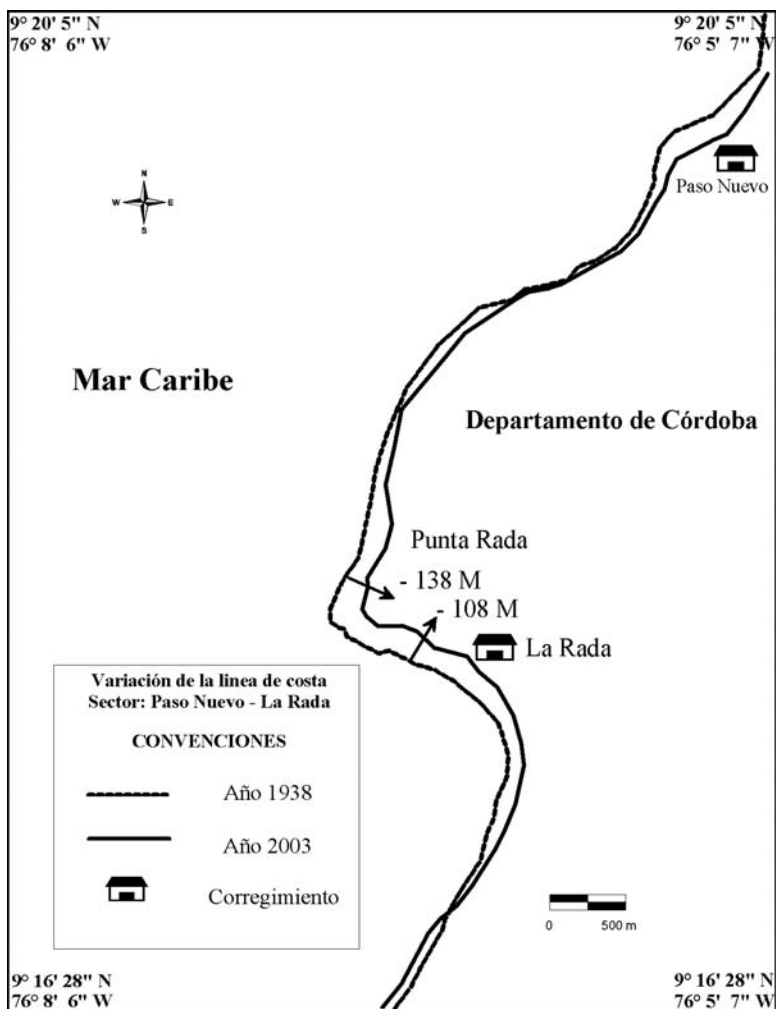 9° 20' 5" N
76° 8' 6" W
9° 20' 5" N
76° 5' 7" W
N
W E
S
Paso Nuevo
Mar Caribe
Departamento de Córdoba
Punta Rada
- 138 M
- 108 M
La Rada
Variación de la linea de costa
Sector: Paso Nuevo - La Rada
CONVENCIONES
Año 1938
Año 2003
Corregimiento
0 500 m
9° 16' 28" N
76° 8' 6" W
9° 16' 28" N
76° 5' 7" W